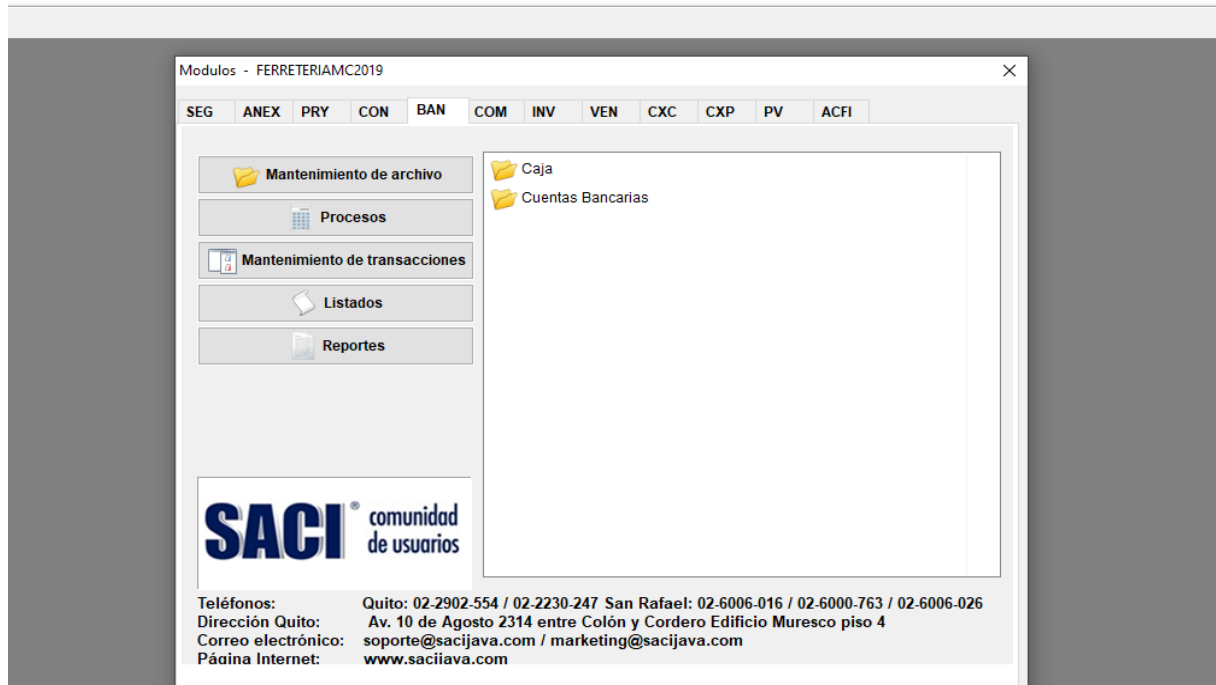 Modulos - FERRETERIAMC2019
SEG ANEX PRY CON BAN COM INV VEN CXC CXP PV ACFI
Mantenimiento de archivo
Procesos
Mantenimiento de transacciones
Listados
Reportes
Caja
Cuentas Bancarias
SACI® comunidad
de usuarios
Teléfonos: Quito: 02-2902-554 / 02-2230-247 San Rafael: 02-6006-016 / 02-6000-763 / 02-6006-026
Dirección Quito: Av. 10 de Agosto 2314 entre Colón y Cordero Edificio Muresco piso 4
Correo electrónico: soporte@sacijava.com / marketing@sacijava.com
Página Internet: www.sacijava.com